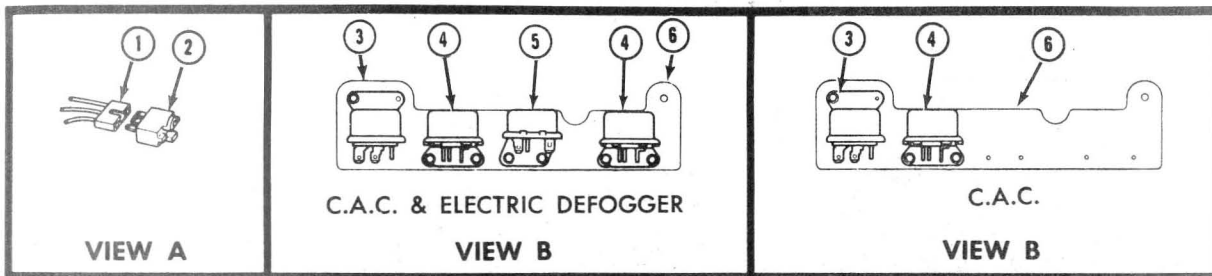 1 2
VIEW A
3 4 5 4 6
C.A.C. & ELECTRIC DEFOGGER
VIEW B
3 4 6
C.A.C.
VIEW B